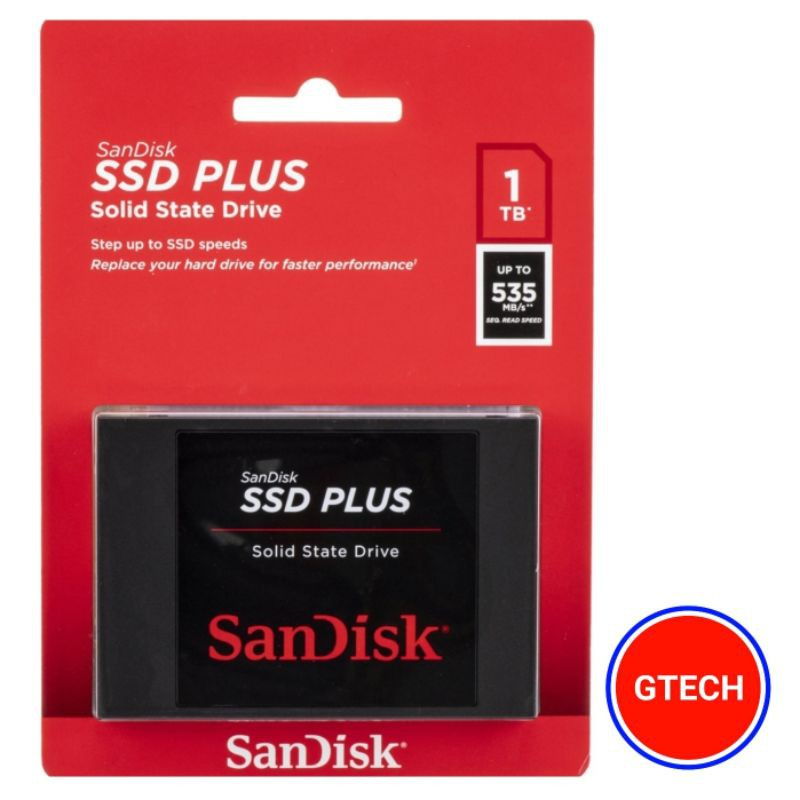 SanDisk
SSD PLUS
Solid State Drive
Step up to SSD speeds
Replace your hard drive for faster performance¹
1
TB*
UP TO
535
MB/s**
SEQ. READ SPEED
SanDisk
SSD PLUS
Solid State Drive
SanDisk®
SanDisk®
GTECH